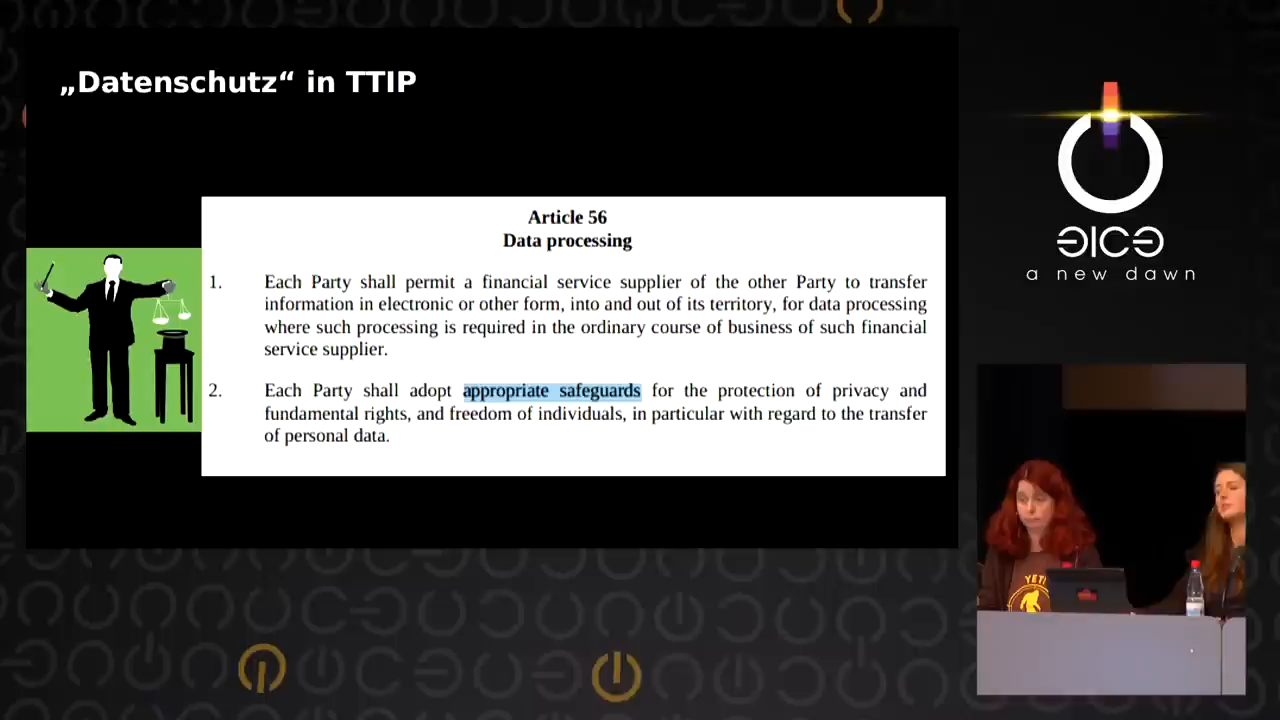 „Datenschutz“ in TTIP
Article 56
Data processing
1. Each Party shall permit a financial service supplier of the other Party to transfer
information in electronic or other form, into and out of its territory, for data processing
where such processing is required in the ordinary course of business of such financial
service supplier.
2. Each Party shall adopt appropriate safeguards for the protection of privacy and
fundamental rights, and freedom of individuals, in particular with regard to the transfer
of personal data.
a new dawn
YETI